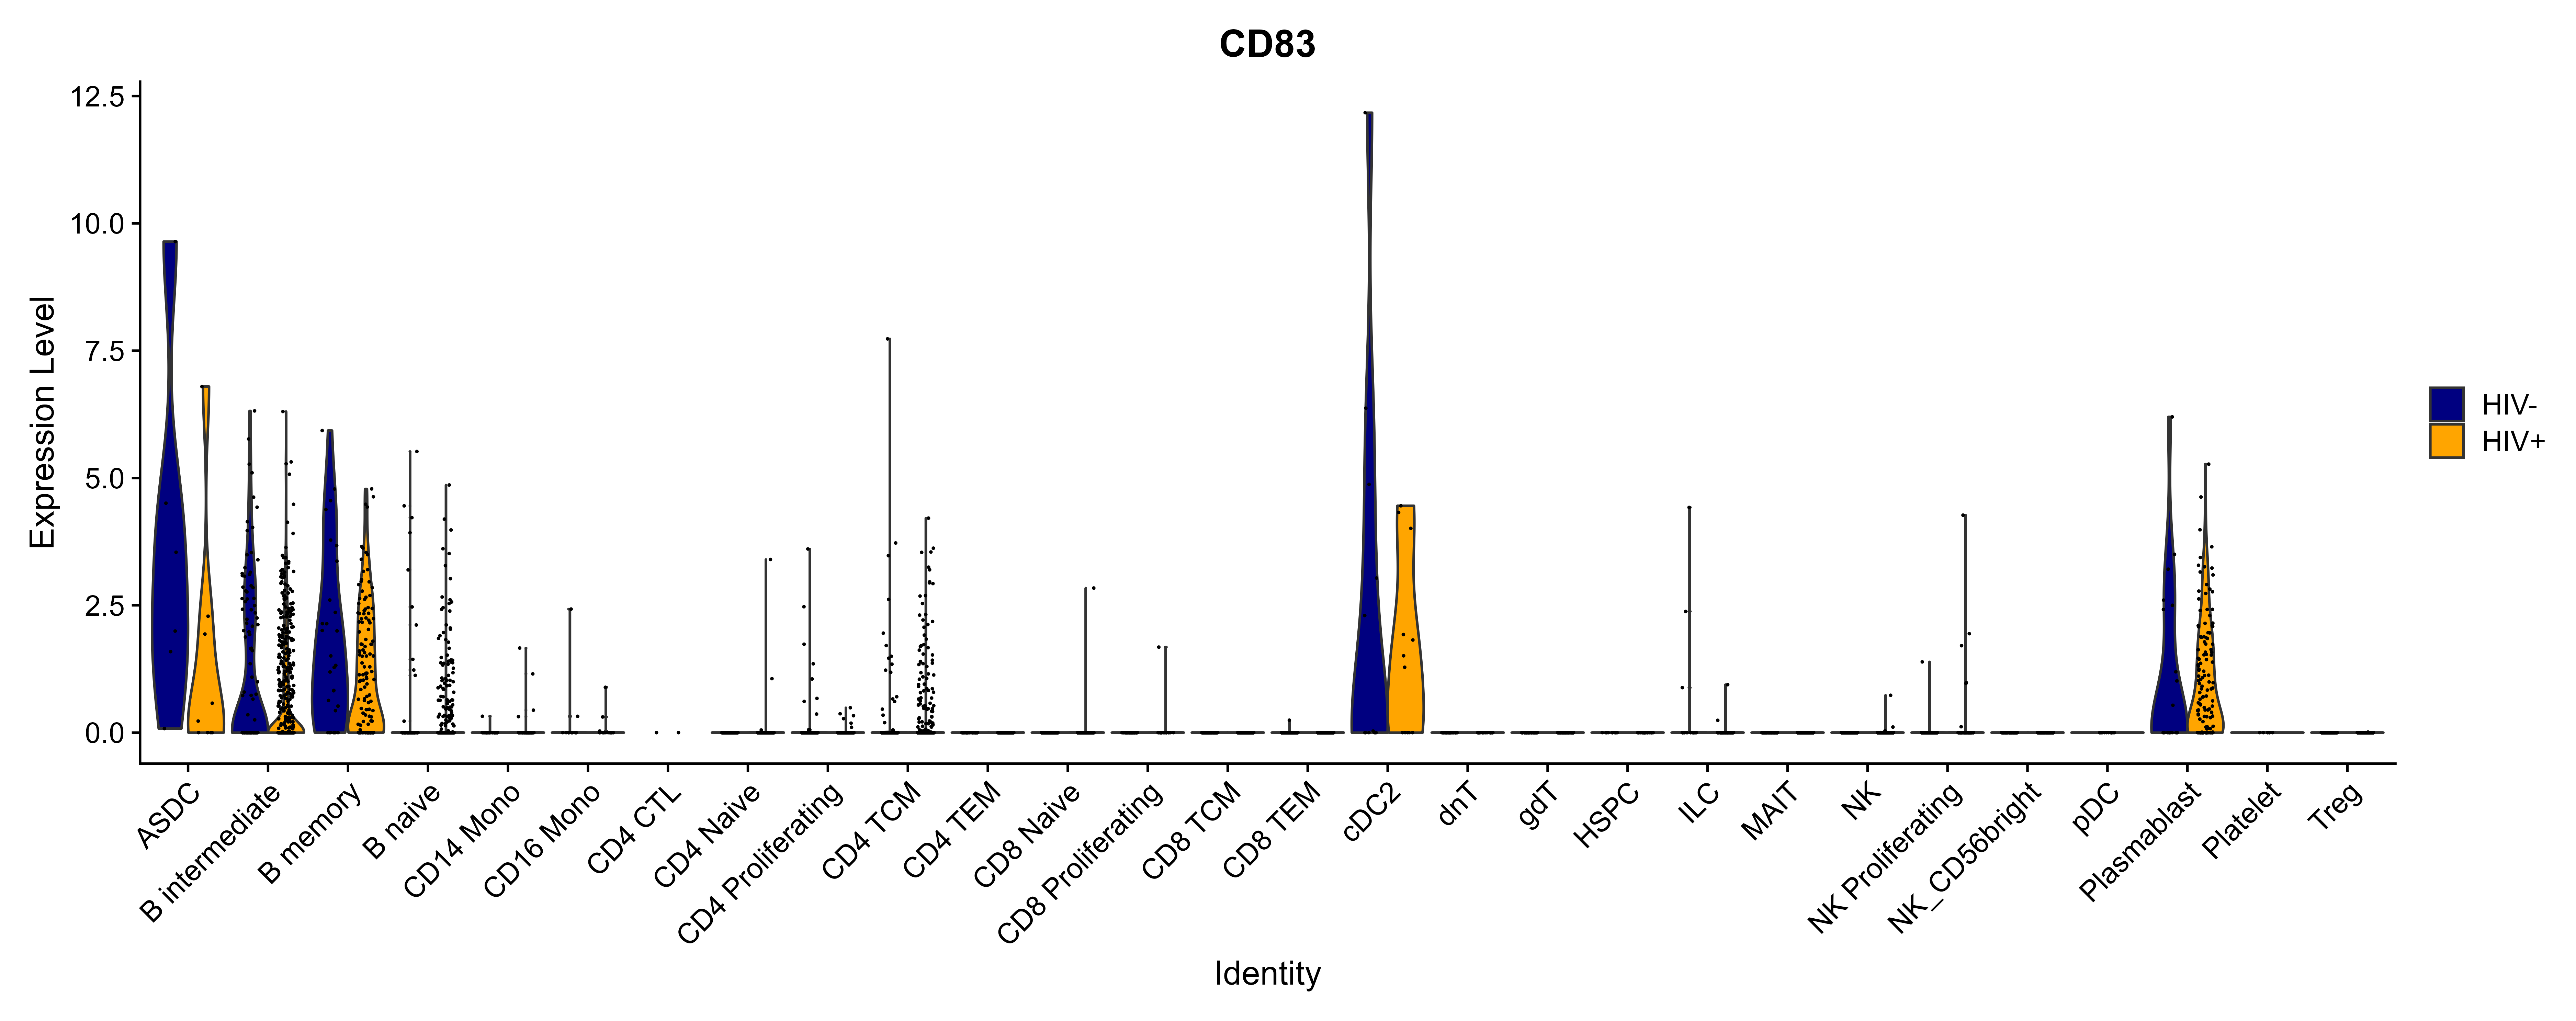 CD83
Expression Level
12.5
10.0
7.5
5.0
2.5
0.0
ASDC
B intermediate
B memory
B naive
CD14 Mono
CD16 Mono
CD4 CTL
CD4 Naive
CD4 Proliferating
CD4 TCM
CD4 TEM
CD8 Naive
CD8 Proliferating
CD8 TCM
CD8 TEM
cDC2
dnT
gdT
HSPC
ILC
MAIT
NK
NK Proliferating
NK_CD56bright
pDC
Plasmablast
Platelet
Treg
Identity
HIV-
HIV+